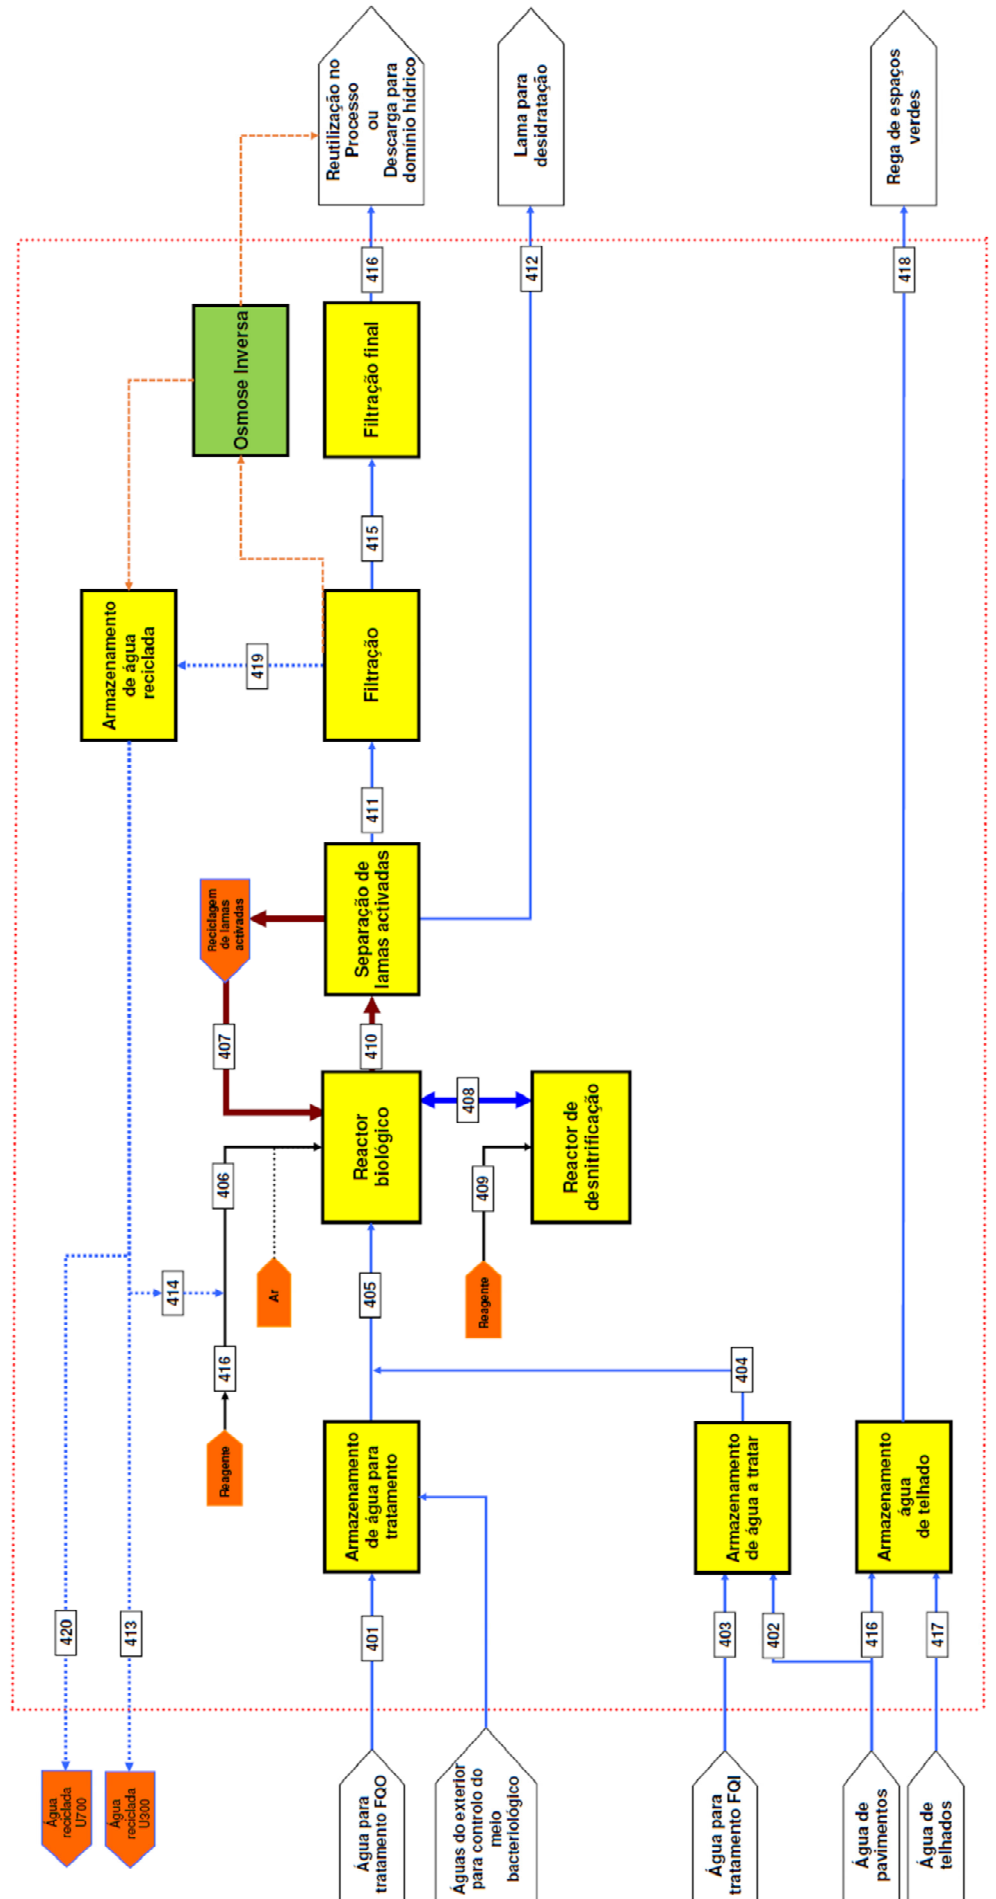 Água
reciclada
U700
Água
reciclada
U300
420
413
414
Armazenamento
de água
reciclada
419
Osmose Inversa
Reagente
416
406
Ar
407
Reciclagem
de lamas
activadas
Água para
tratamento FQO
Águas do exterior
para controlo do
meio
bacteriológico
401
Armazenamento
de água para
tratamento
405
Reactor
biológico
410
Separação de
lamas activadas
411
Filtração
415
Filtração final
416
Reutilização no
Processo
ou
Descarga para
domínio hídrico
Reagente
409
408
Reactor de
desnitrificação
412
Lama para
desidratação
Água para
tratamento FQI
403
402
Armazenamento
de água a tratar
404
Água de
pavimentos
Água de
telhados
416
417
Armazenamento
água
de telhado
418
Rega de espaços
verdes